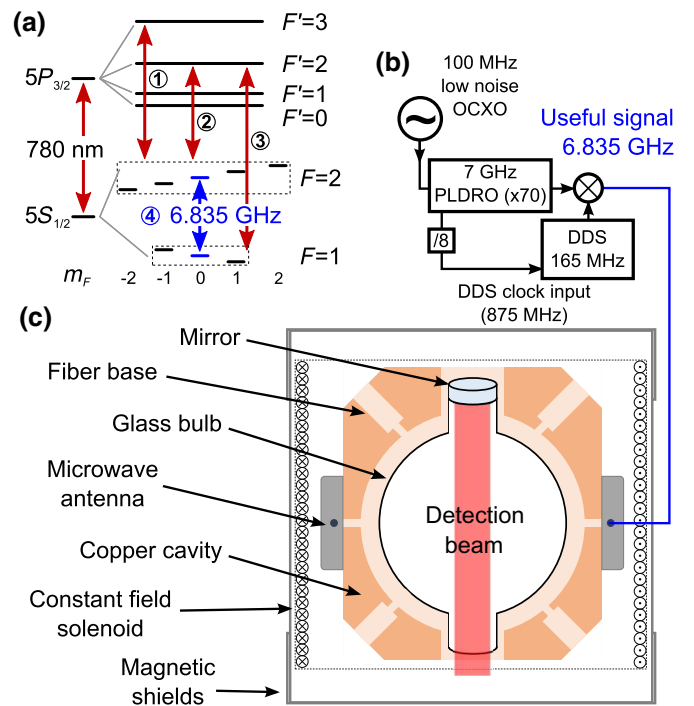 (a)
F'=3
F'=2
F'=1
F'=0
5P3/2
①
②
③
780 nm
F=2
④ 6.835 GHz
5S1/2
F=1
mF -2 -1 0 1 2
(b)
100 MHz
low noise
OCXO
Useful signal
6.835 GHz
7 GHz
PLDRO (x70)
/8
DDS
165 MHz
DDS clock input
(875 MHz)
(c)
Mirror
Fiber base
Glass bulb
Microwave
antenna
Copper cavity
Constant field
solenoid
Magnetic
shields
Detection
beam